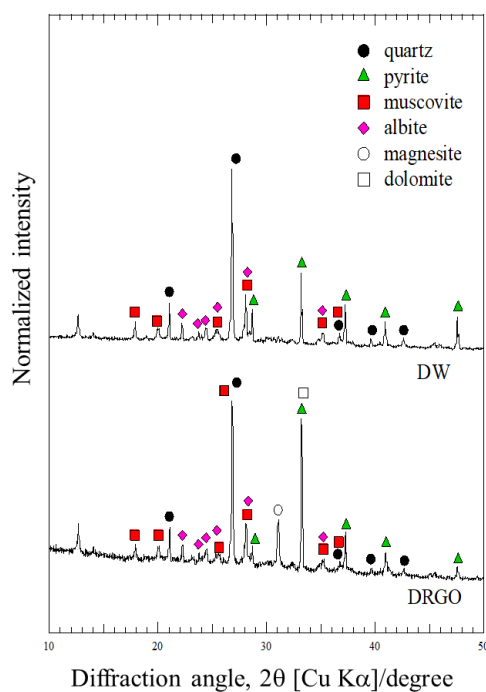 quartz
pyrite
muscovite
albite
magnesite
dolomite
Normalized intensity
DW
DRGO
10 20 30 40 50
Diffraction angle, 2θ [Cu Kα]/degree